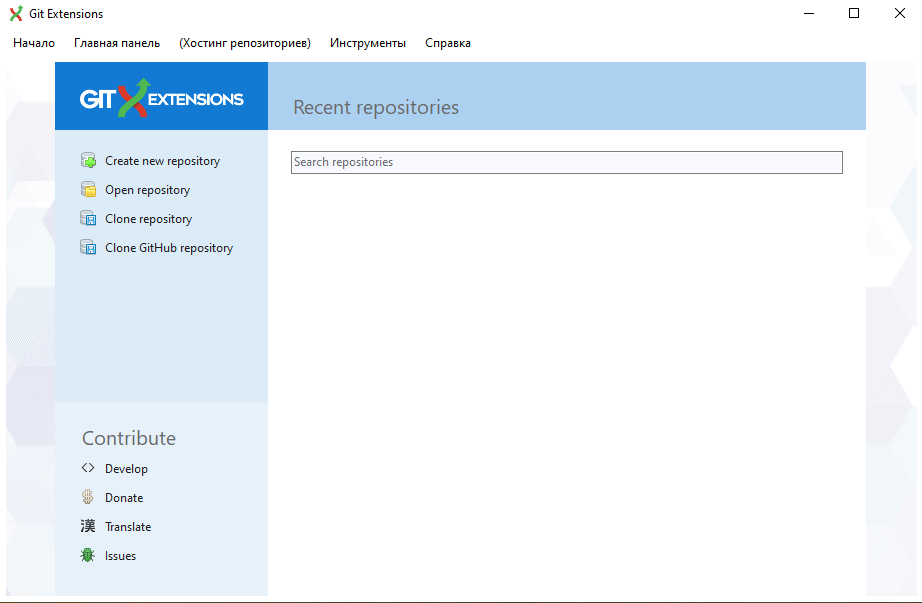 Git Extensions
Начало Главная панель (Хостинг репозиториев) Инструменты Справка
GIT EXTENSIONS
Recent repositories
Search repositories
Create new repository
Open repository
Clone repository
Clone GitHub repository
Contribute
Develop
Donate
漢 Translate
Issues